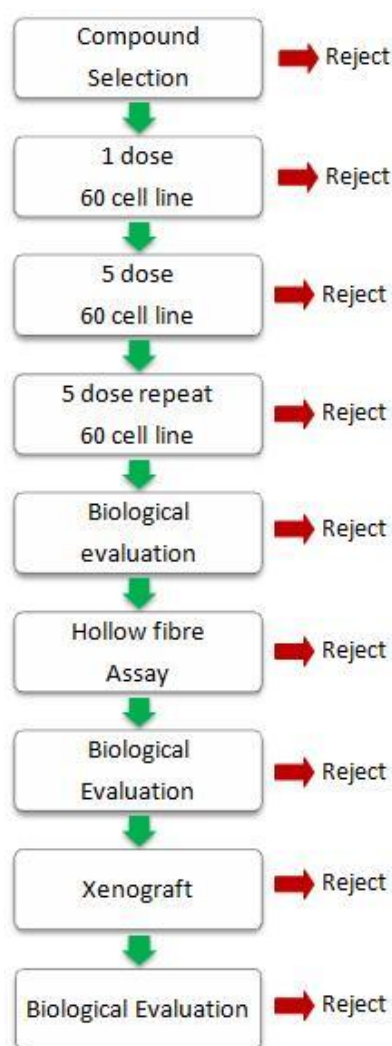 Compound
Selection
Reject
1 dose
60 cell line
Reject
5 dose
60 cell line
Reject
5 dose repeat
60 cell line
Reject
Biological
evaluation
Reject
Hollow fibre
Assay
Reject
Biological
Evaluation
Reject
Xenograft
Reject
Biological Evaluation
Reject